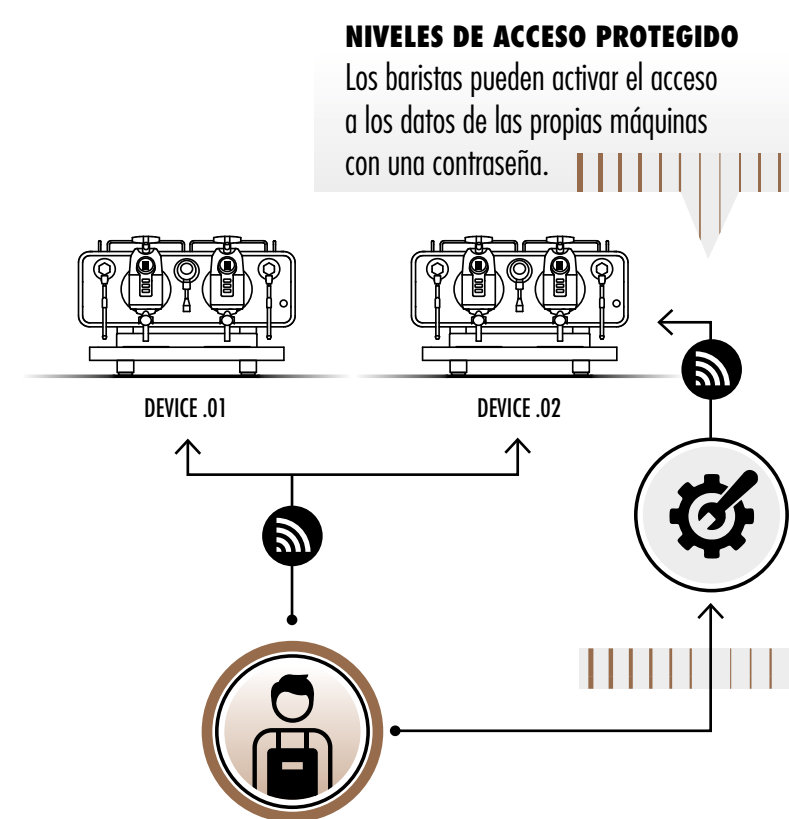 NIVELES DE ACCESO PROTEGIDO
Los baristas pueden activar el acceso
a los datos de las propias máquinas
con una contraseña.
DEVICE .01
DEVICE .02